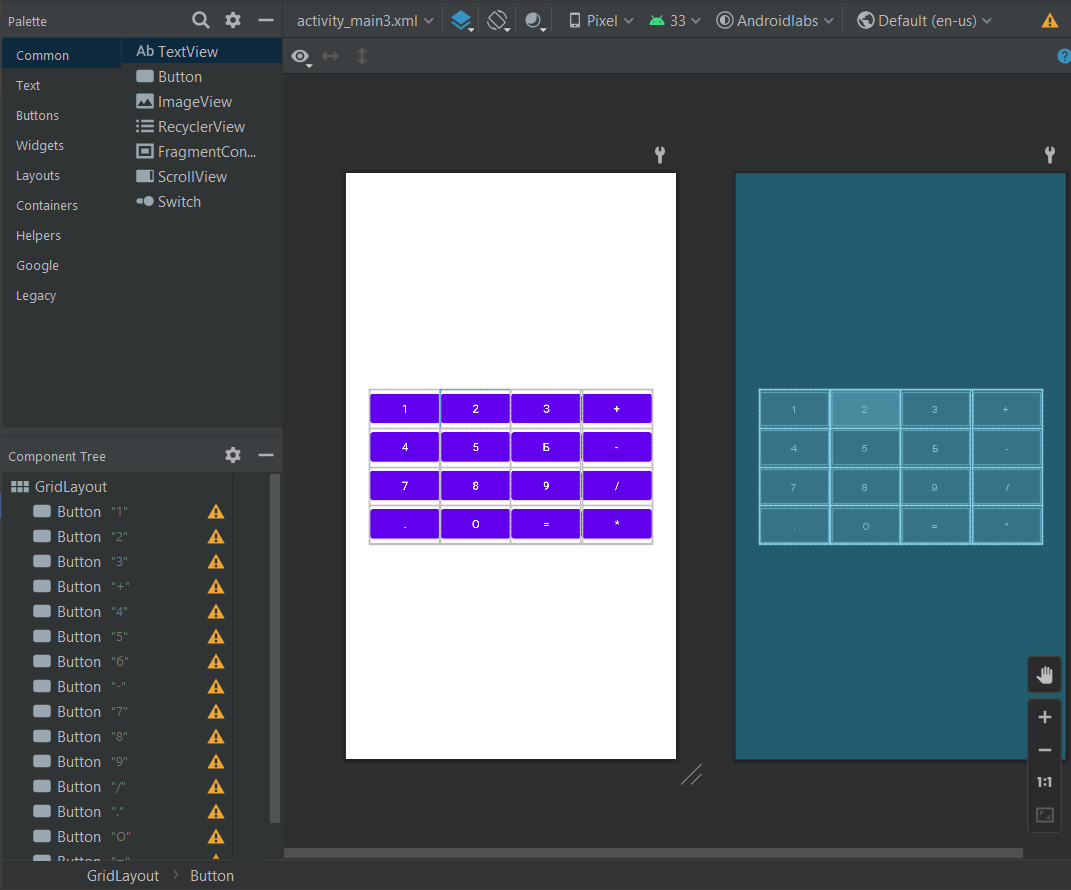 Palette
activity_main3.xml
Pixel
33
Androidlabs
Default (en-us)
Common
Text
Buttons
Widgets
Layouts
Containers
Helpers
Google
Legacy
Ab TextView
Button
ImageView
RecyclerView
FragmentCon...
ScrollView
Switch
1 2 3 +
4 5 Б -
7 8 9 /
. O = *
1 2 3 +
4 5 Б -
7 8 9 /
. O = *
Component Tree
GridLayout
Button "1"
Button "2"
Button "3"
Button "+"
Button "4"
Button "5"
Button "б"
Button "-"
Button "7"
Button "8"
Button "9"
Button "/"
Button "."
Button "O"
Button "="
1:1
GridLayout > Button